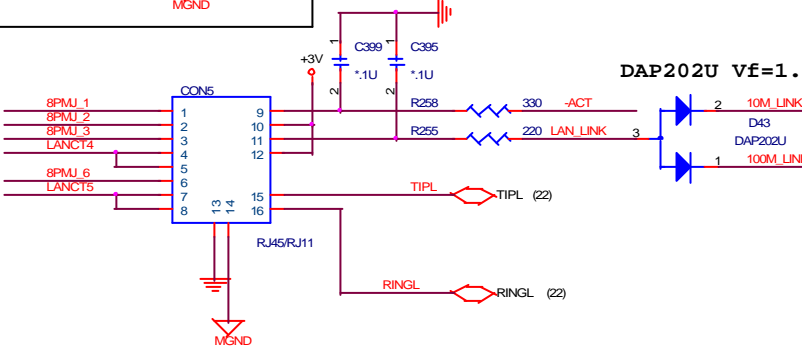 MGND
+3V
1
C399
*.1U
2
1
C395
*.1U
2
DAP202U Vf=1.
CON5
8PMJ_1
8PMJ_2
8PMJ_3
LANCT4
8PMJ_6
LANCT5
1
2
3
4
5
6
7
8
9
10
11
12
13
14
15
16
R258
330
-ACT
R255
220
LAN_LINK
3
2
10M_LINK
D43
DAP202U
1
100M_LIN
TIPL
TIPL (22)
RJ45/RJ11
RINGL
RINGL (22)
MGND